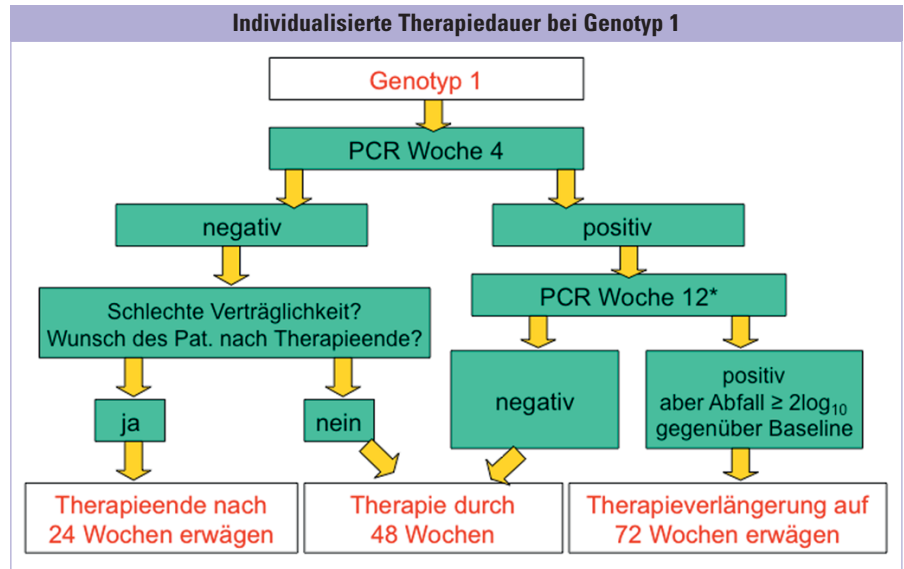 Individualisierte Therapiedauer bei Genotyp 1
Genotyp 1
PCR Woche 4
negativ
positiv
Schlechte Verträglichkeit?
Wunsch des Pat. nach Therapieende?
PCR Woche 12*
ja
nein
negativ
positiv
aber Abfall ≥ 2log₁₀
gegenüber Baseline
Therapieende nach
24 Wochen erwägen
Therapie durch
48 Wochen
Therapieverlängerung auf
72 Wochen erwägen